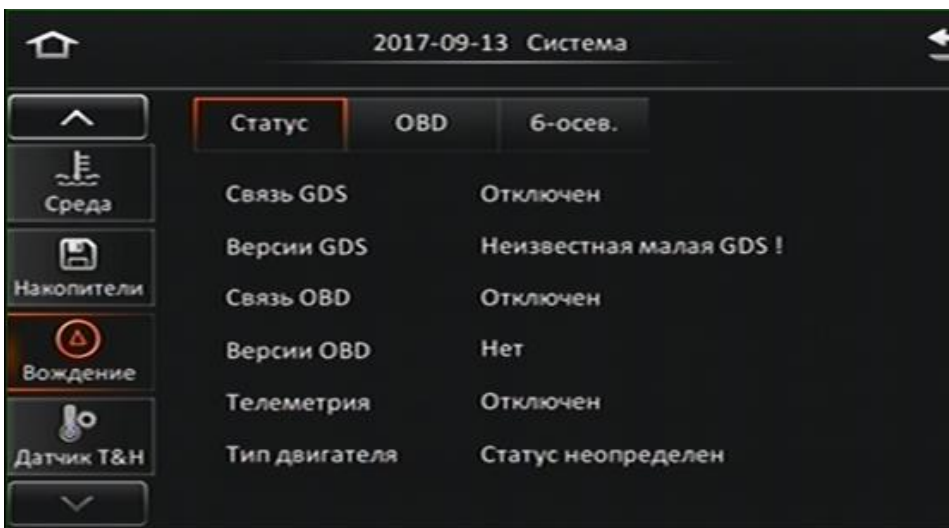 2017-09-13 Система
Статус OBD 6-осев.
Среда
Накопители
Вождение
Датчик T&H
Связь GDS Отключен
Версии GDS Неизвестная малая GDS !
Связь OBD Отключен
Версии OBD Нет
Телеметрия Отключен
Тип двигателя Статус неопределен